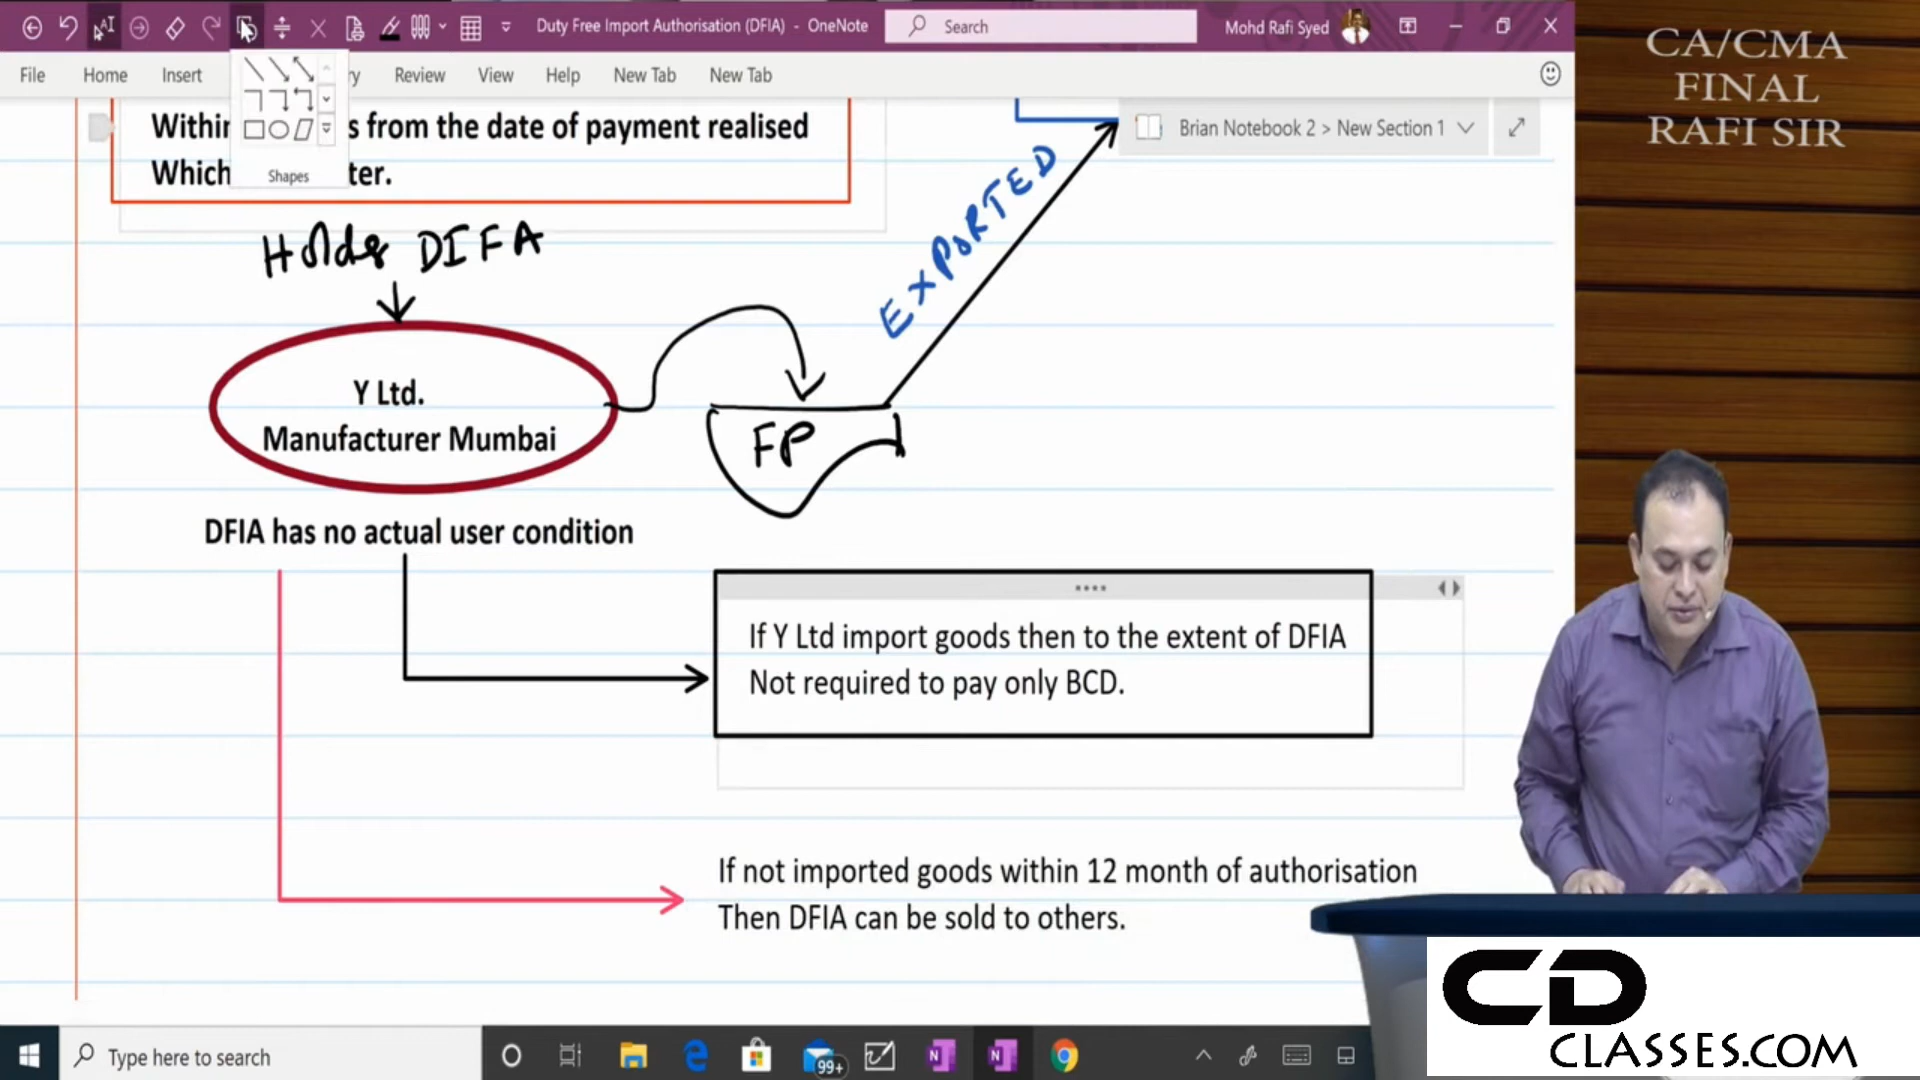 Duty Free Import Authorisation (DFIA) - OneNote
Search
Mohd Rafi Syed
File Home Insert Review View Help New Tab New Tab
Shapes
CA/CMA
FINAL
RAFI SIR
Brian Notebook 2 > New Section 1
s from the date of payment realised
Which ter.
EXPORTED
Holds DIFA
Y Ltd.
Manufacturer Mumbai
FP
DFIA has no actual user condition
If Y Ltd import goods then to the extent of DFIA
Not required to pay only BCD.
If not imported goods within 12 month of authorisation
Then DFIA can be sold to others.
CD
CLASSES.COM
Type here to search
99+